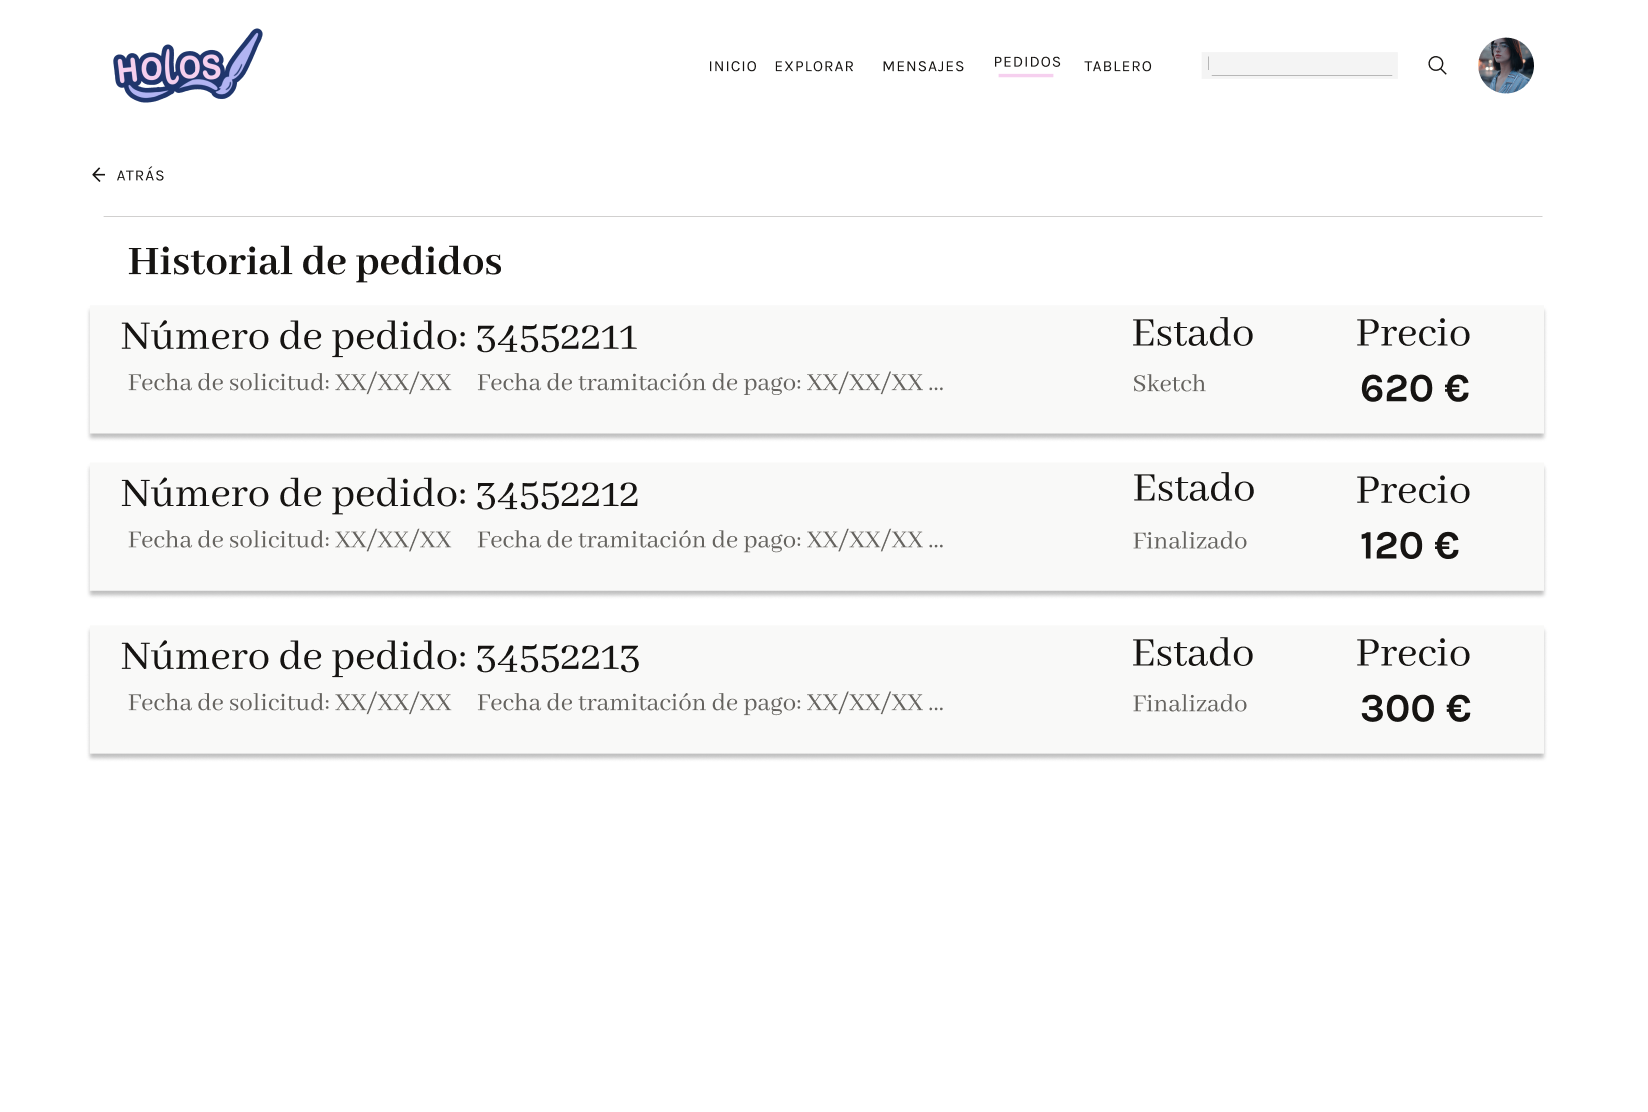 HOLOS
INICIO EXPLORAR MENSAJES PEDIDOS TABLERO
ATRÁS
Historial de pedidos
Número de pedido: 34552211 Estado Precio
Fecha de solicitud: XX/XX/XX Fecha de tramitación de pago: XX/XX/XX ... Sketch 620 €
Número de pedido: 34552212 Estado Precio
Fecha de solicitud: XX/XX/XX Fecha de tramitación de pago: XX/XX/XX ... Finalizado 120 €
Número de pedido: 34552213 Estado Precio
Fecha de solicitud: XX/XX/XX Fecha de tramitación de pago: XX/XX/XX ... Finalizado 300 €